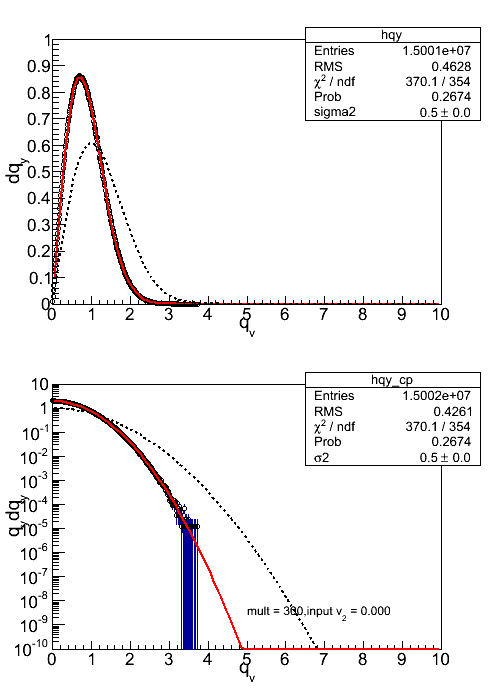 hqy
Entries 1.5001e+07
RMS 0.4628
χ² / ndf 370.1 / 354
Prob 0.2674
sigma2 0.5 ± 0.0
1
0.9
0.8
0.7
0.6
0.5
0.4
0.3
0.2
0.1
0
dq_y
0 1 2 3 4 5 6 7 8 9 10
q_v
hqy_cp
Entries 1.5002e+07
RMS 0.4261
χ² / ndf 370.1 / 354
Prob 0.2674
σ2 0.5 ± 0.0
10
1
10⁻¹
10⁻²
10⁻³
10⁻⁴
10⁻⁵
10⁻⁶
10⁻⁷
10⁻⁸
10⁻⁹
10⁻¹⁰
q_y dq_y
mult = 300,input v₂ = 0.000
0 1 2 3 4 5 6 7 8 9 10
q_v